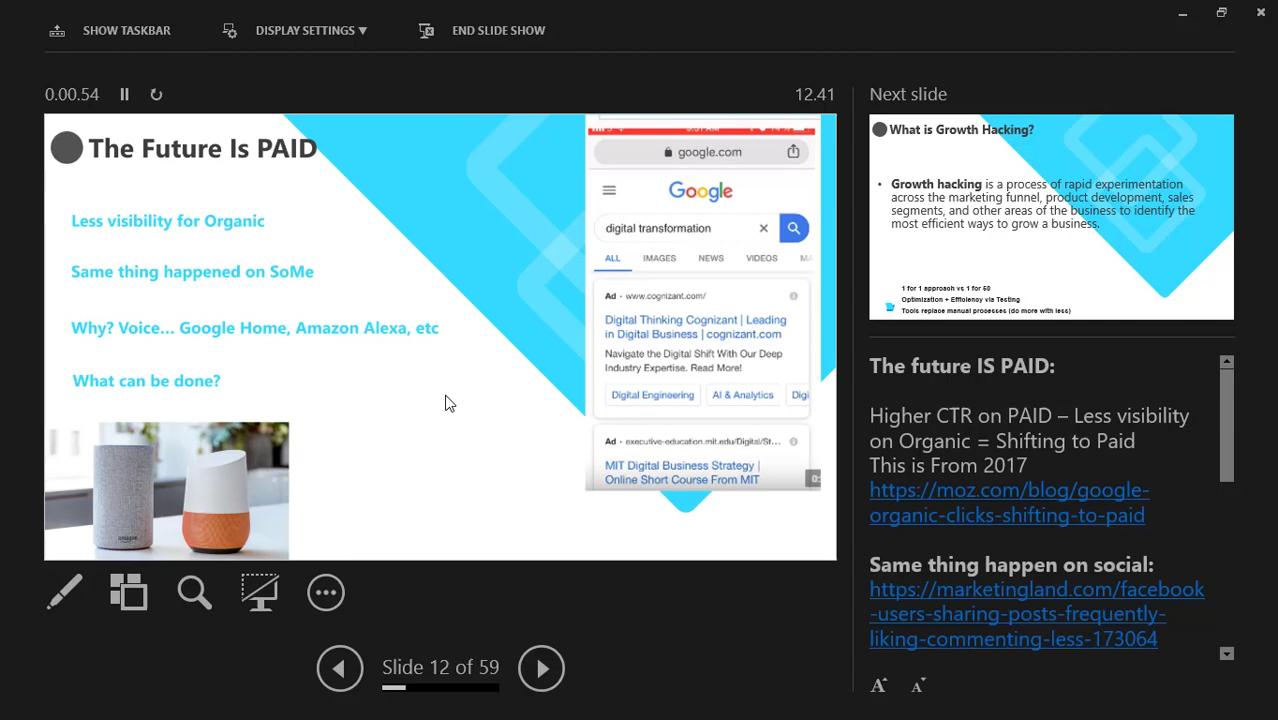 SHOW TASKBAR
DISPLAY SETTINGS ▼
END SLIDE SHOW
0.00.54
12.41
The Future Is PAID
Less visibility for Organic
Same thing happened on SoMe
Why? Voice... Google Home, Amazon Alexa, etc
What can be done?
google.com
Google
digital transformation
ALL IMAGES NEWS VIDEOS
Ad · www.cognizant.com/
Digital Thinking Cognizant | Leading
in Digital Business | cognizant.com
Navigate the Digital Shift With Our Deep
Industry Expertise. Read More!
Digital Engineering AI & Analytics Digi
Ad · executive-education.mit.edu/Digital/St...
MIT Digital Business Strategy |
Online Short Course From MIT
amazon
Slide 12 of 59
Next slide
What is Growth Hacking?
• Growth hacking is a process of rapid experimentation
across the marketing funnel, product development, sales
segments, and other areas of the business to identify the
most efficient ways to grow a business.
1 for 1 approach vs 1 for 50
Optimization + Efficiency via Testing
Tools replace manual processes (do more with less)
The future IS PAID:
Higher CTR on PAID – Less visibility
on Organic = Shifting to Paid
This is From 2017
https://moz.com/blog/google-
organic-clicks-shifting-to-paid
Same thing happen on social:
https://marketingland.com/facebook
-users-sharing-posts-frequently-
liking-commenting-less-173064
A A